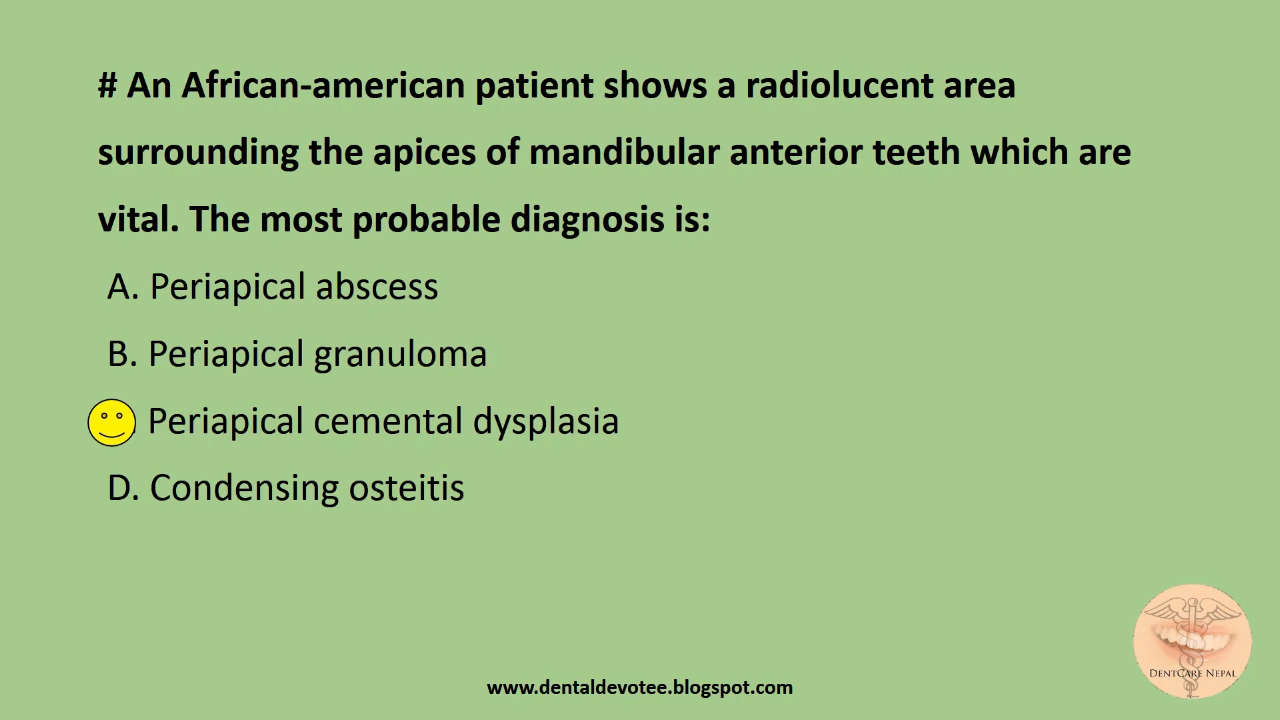 # An African-american patient shows a radiolucent area
surrounding the apices of mandibular anterior teeth which are
vital. The most probable diagnosis is:
A. Periapical abscess
B. Periapical granuloma
Periapical cemental dysplasia
D. Condensing osteitis
DentCare Nepal
www.dentaldevotee.blogspot.com